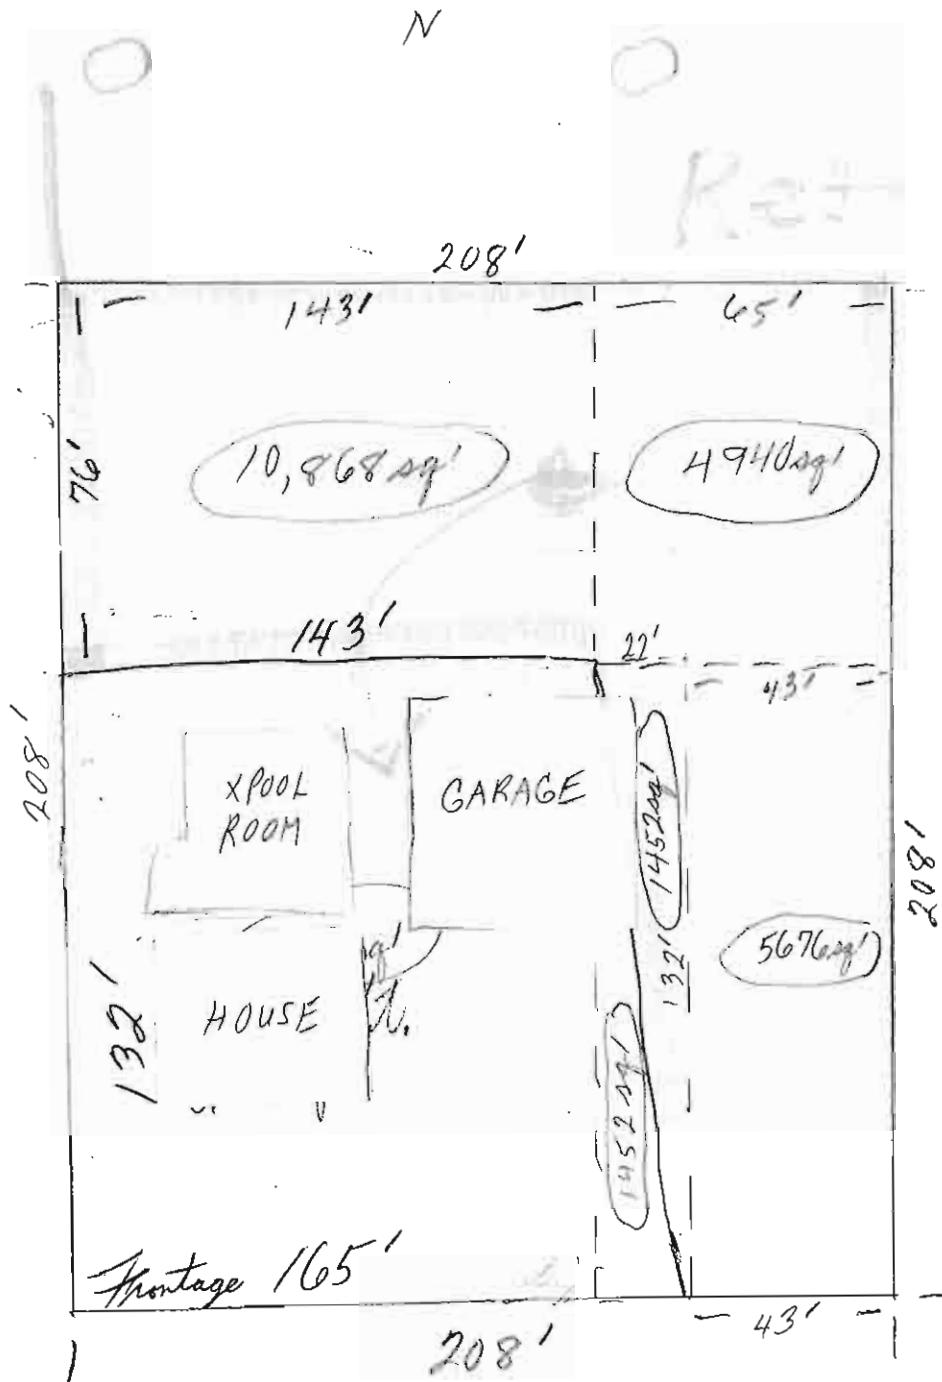 N
208'
143'
65'
76'
10,868 sq'
4940 sq'
143'
22'
43'
208'
XPOOL
ROOM
GARAGE
1452 sq'
208'
132'
5676 sq'
HOUSE
132'
1452 sq'
Frontage 165'
43'
208'